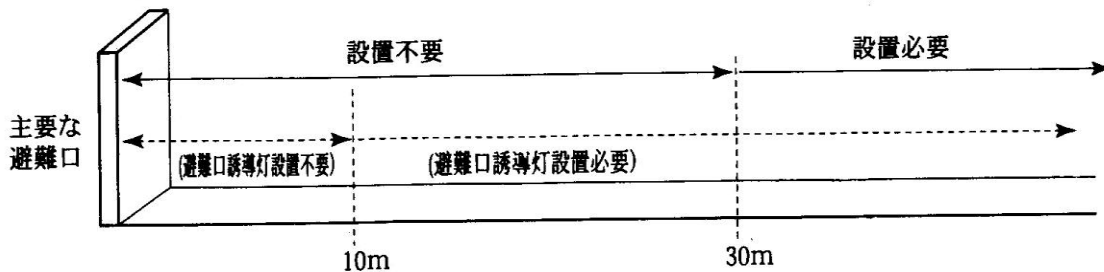 設置不要
設置必要
主要な
避難口
(避難口誘導灯設置不要)
(避難口誘導灯設置必要)
10m
30m